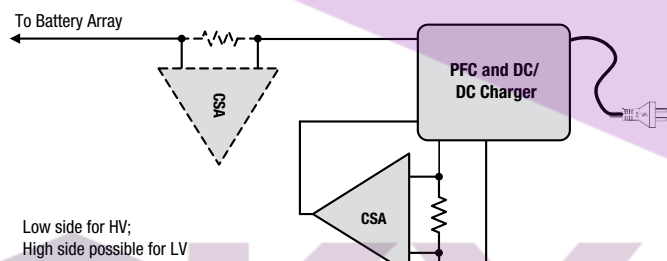 To Battery Array
PFC and DC/
DC Charger
CSA
CSA
Low side for HV;
High side possible for LV